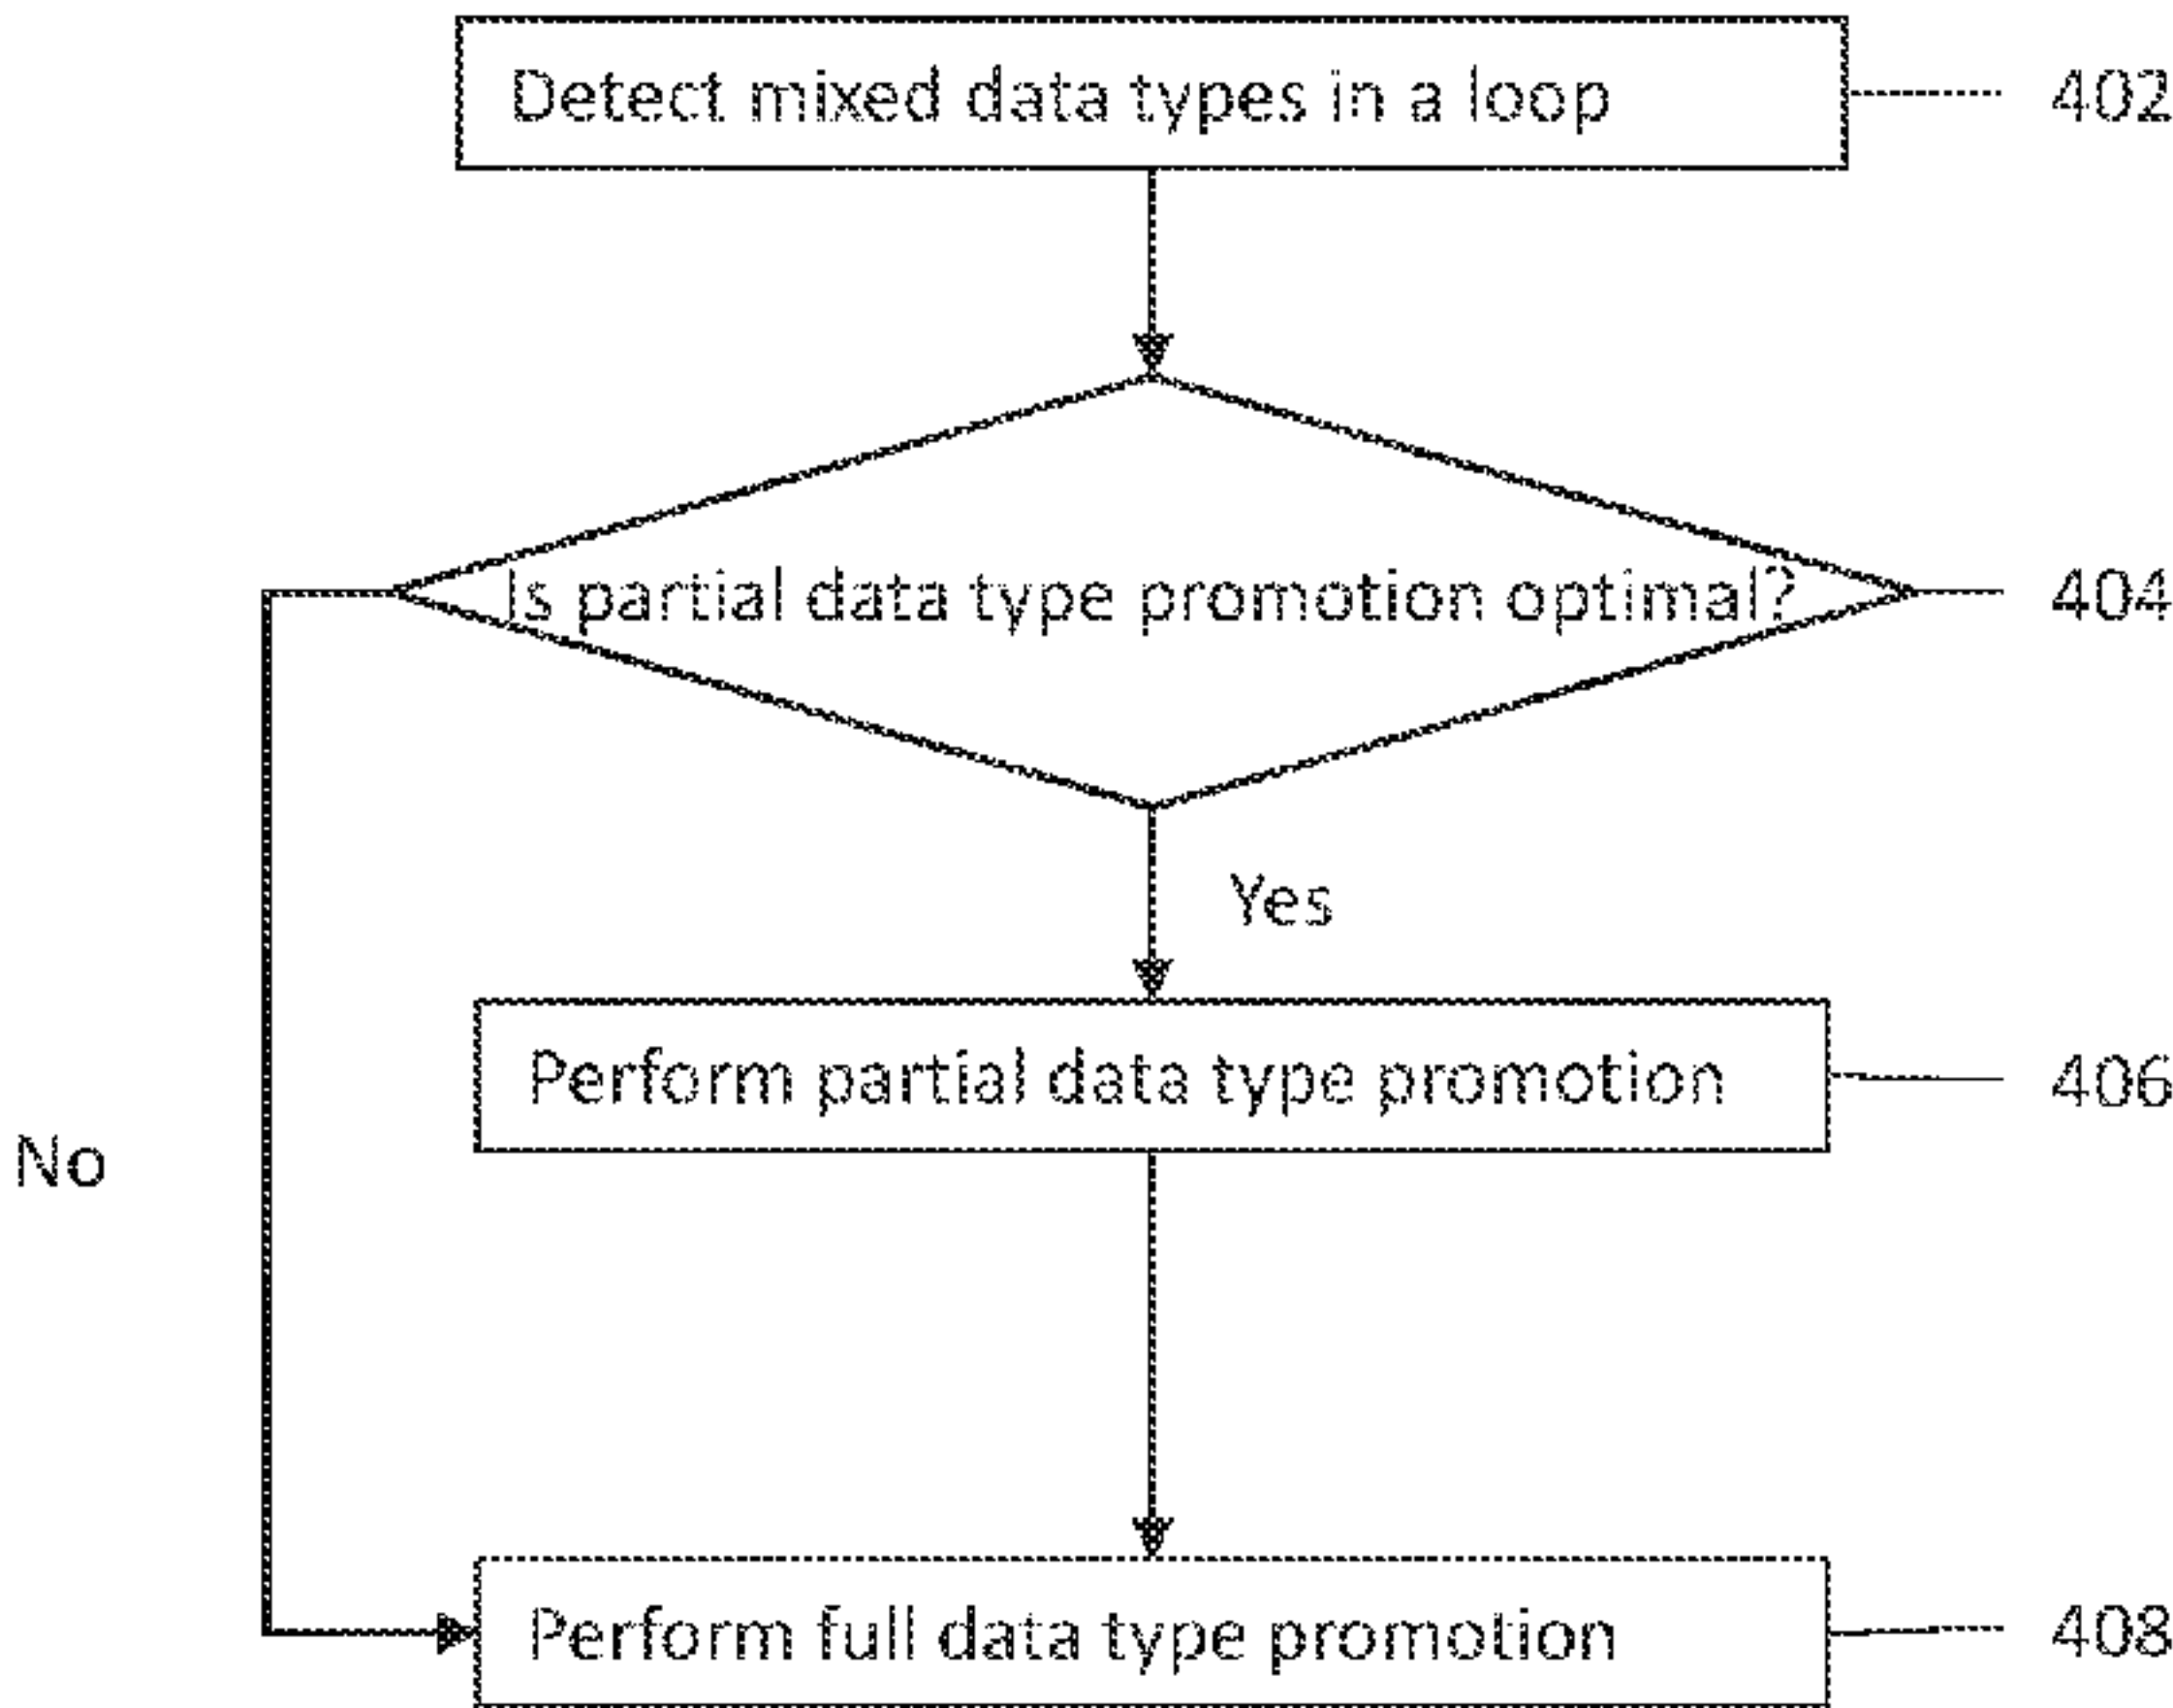 Detect mixed data types in a loop
402
Is partial data type promotion optimal?
404
Yes
Perform partial data type promotion
406
No
Perform full data type promotion
408